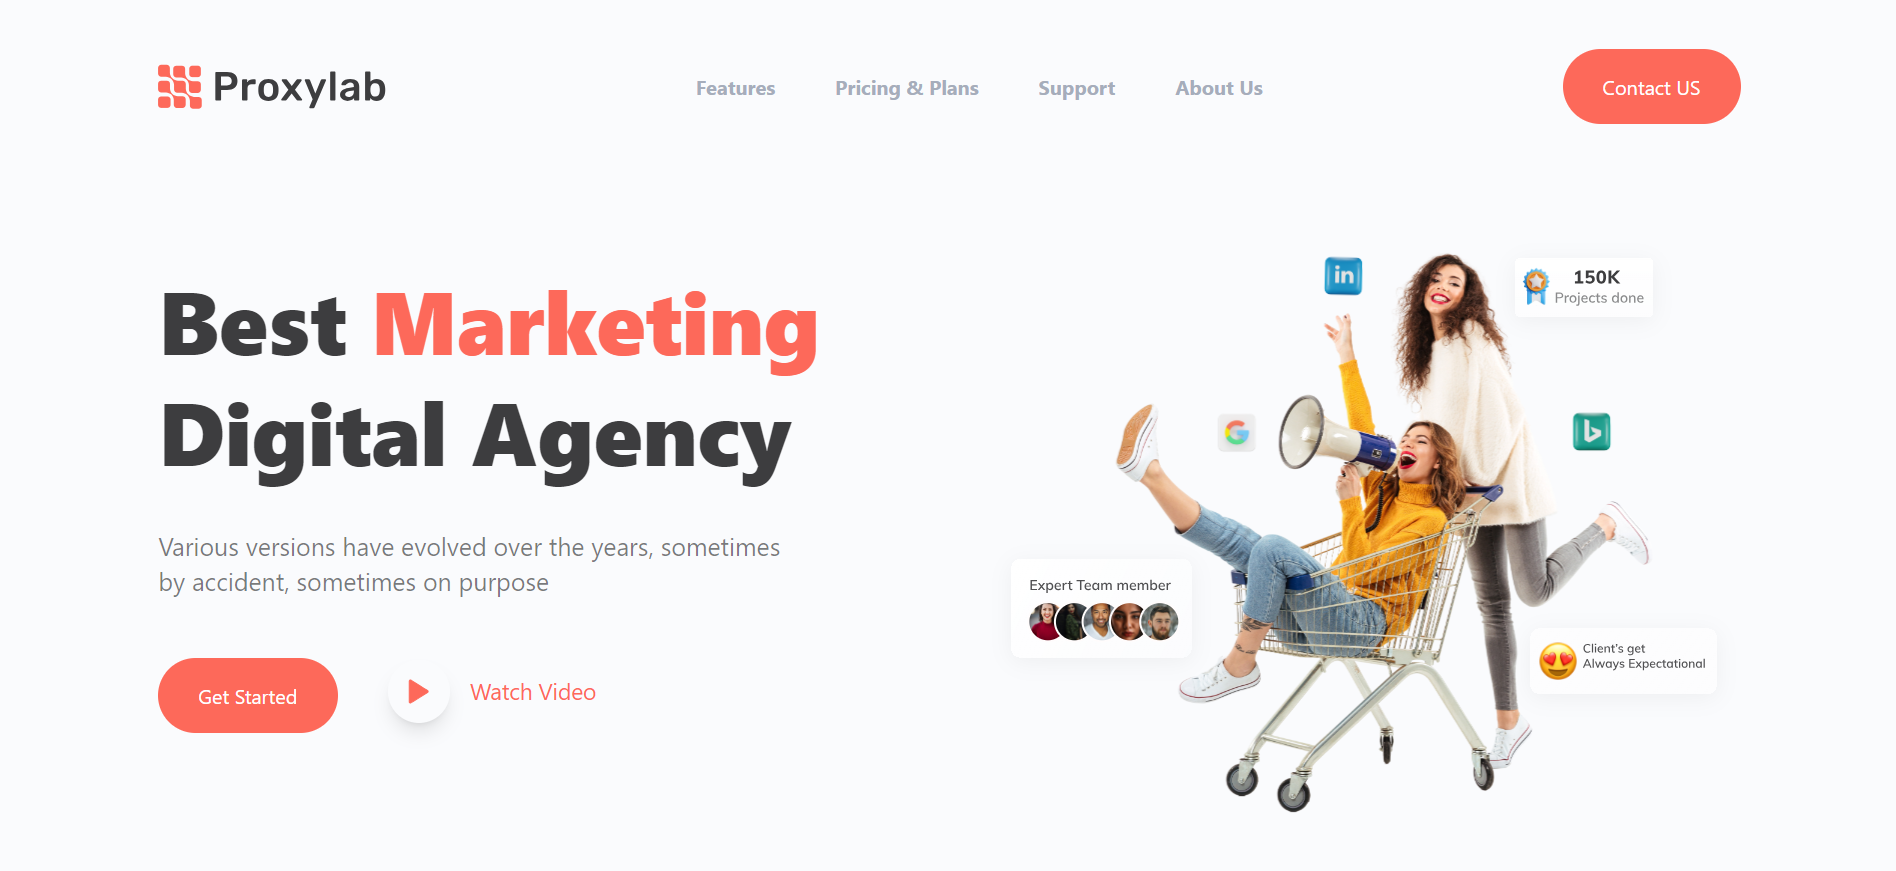 Proxylab
Features
Pricing & Plans
Support
About Us
Contact US
Best Marketing
Digital Agency
Various versions have evolved over the years, sometimes
by accident, sometimes on purpose
Get Started
Watch Video
in
150K
Projects done
G
b
Expert Team member
Client's get
Always Expectational